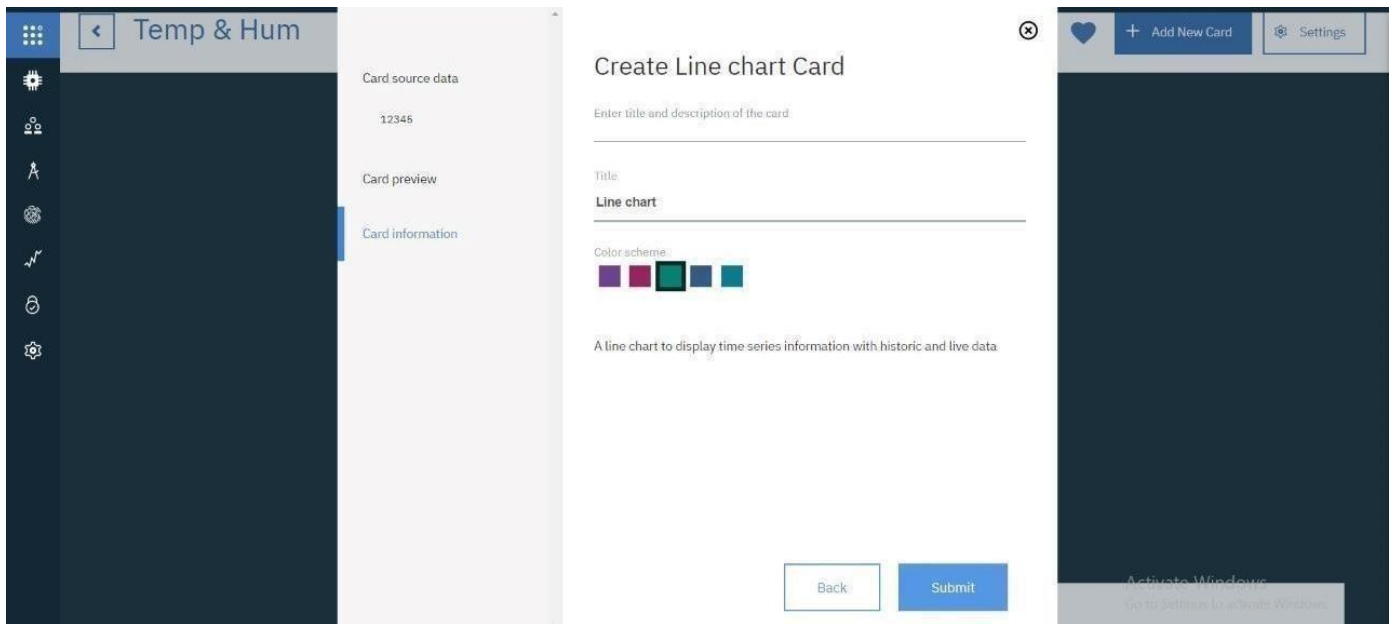 Temp & Hum
+ Add New Card
Settings
Card source data
12345
Card preview
Card information
Create Line chart Card
Enter title and description of the card
Title
Line chart
Color scheme
A line chart to display time series information with historic and live data
Back
Submit
Activate Windows
Go to Settings to activate Windows.